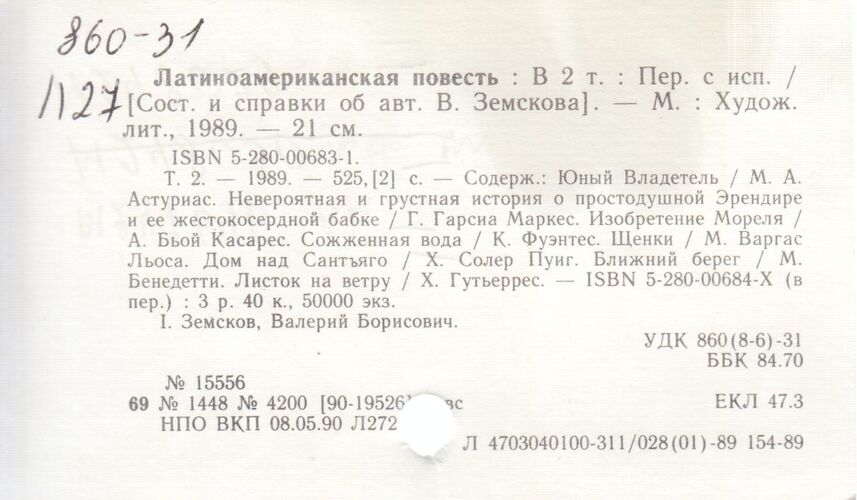 860-31
Л127
Латиноамериканская повесть : В 2 т. : Пер. с исп. /
[Сост. и справки об авт. В. Земскова]. — М. : Худож.
лит., 1989. — 21 см.
ISBN 5-280-00683-1.
Т. 2. — 1989. — 525, [2] с. — Содерж.: Юный Владетель / М. А.
Астуриас. Невероятная и грустная история о простодушной Эрендире
и ее жестокосердной бабке / Г. Гарсиа Маркес. Изобретение Мореля /
А. Бьой Касарес. Сожженная вода / К. Фуэнтес. Щенки / М. Варгас
Льоса. Дом над Сантьяго / Х. Солер Пуиг. Ближний берег / М.
Бенедетти. Листок на ветру / Х. Гутьеррес. — ISBN 5-280-00684-X (в
пер.) : 3 р. 40 к., 50000 экз.
I. Земсков, Валерий Борисович.
УДК 860(8-6)-31
ББК 84.70
№ 15556
69 № 1448 № 4200 [90-19526] вс ЕКЛ 47.3
НПО ВКП 08.05.90 Л272
Л 4703040100-311/028(01)-89 154-89